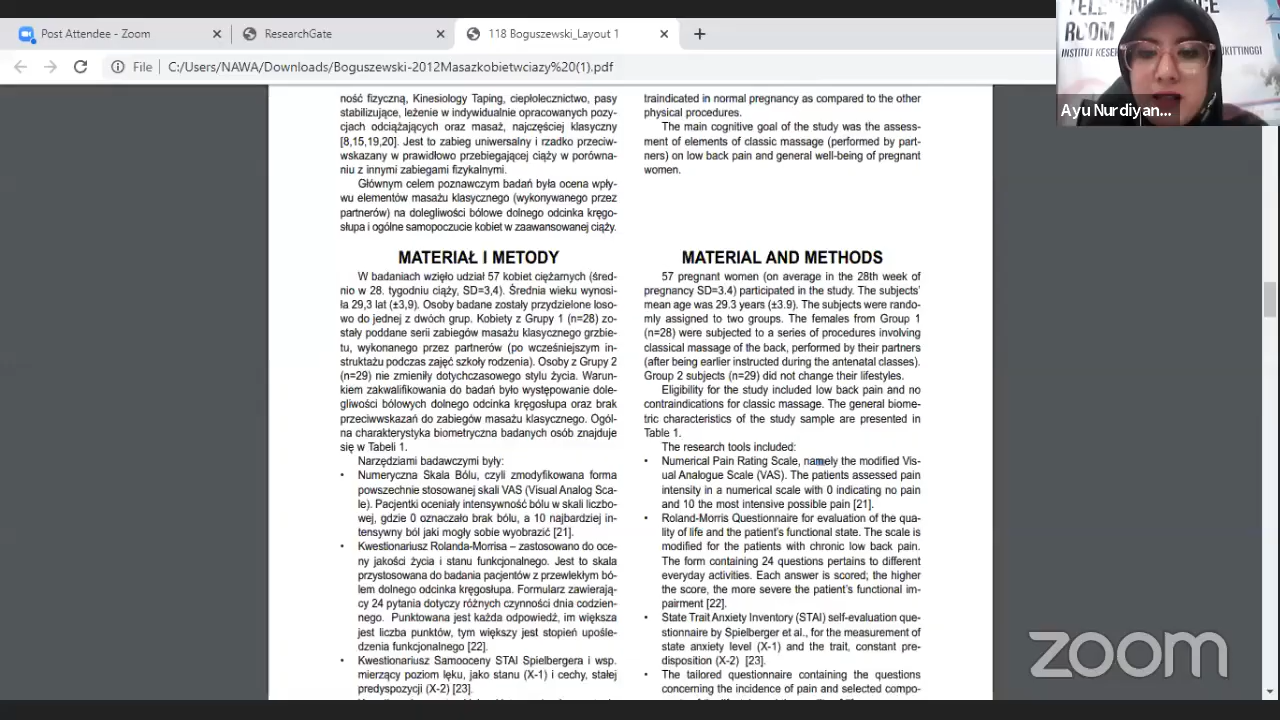 Post Attendee - Zoom
ResearchGate
118 Boguszewski_Layout 1
File
C:/Users/NAWA/Downloads/Boguszewski-2012Masazkobietwciazy%20(1).pdf
ROOM
Ayu Nurdiyan...
ność fizyczną, Kinesiology Taping, ciepłolecznictwo, pasy
stabilizujące, leżenie w indywidualnie opracowanych pozy-
cjach odciążających oraz masaż, najczęściej klasyczny
[8,15,19,20]. Jest to zabieg uniwersalny i rzadko przeciw-
wskazany w prawidłowo przebiegającej ciąży w porówna-
niu z innymi zabiegami fizykalnymi.
Głównym celem poznawczym badań była ocena wpły-
wu elementów masażu klasycznego (wykonywanego przez
partnerów) na dolegliwości bólowe dolnego odcinka kręgo-
słupa i ogólne samopoczucie kobiet w zaawansowanej ciąży.
MATERIAŁ I METODY
W badaniach wzięło udział 57 kobiet ciężarnych (śred-
nio w 28. tygodniu ciąży, SD=3,4). Średnia wieku wynosi-
ła 29,3 lat (±3,9). Osoby badane zostały przydzielone loso-
wo do jednej z dwóch grup. Kobiety z Grupy 1 (n=28) zo-
stały poddane serii zabiegów masażu klasycznego grzbie-
tu, wykonanego przez partnerów (po wcześniejszym in-
struktażu podczas zajęć szkoły rodzenia). Osoby z Grupy 2
(n=29) nie zmieniły dotychczasowego stylu życia. Warun-
kiem zakwalifikowania do badań było występowanie dole-
gliwości bólowych dolnego odcinka kręgosłupa oraz brak
przeciwwskazań do zabiegów masażu klasycznego. Ogól-
na charakterystyka biometryczna badanych osób znajduje
się w Tabeli 1.
Narzędziami badawczymi były:
• Numeryczna Skala Bólu, czyli zmodyfikowana forma
powszechnie stosowanej skali VAS (Visual Analog Sca-
le). Pacjentki oceniały intensywność bólu w skali liczbo-
wej, gdzie 0 oznaczało brak bólu, a 10 najbardziej in-
tensywny ból jaki mogły sobie wyobrazić [21].
• Kwestionariusz Rolanda-Morrisa – zastosowano do oce-
ny jakości życia i stanu funkcjonalnego. Jest to skala
przystosowana do badania pacjentów z przewlekłym bó-
lem dolnego odcinka kręgosłupa. Formularz zawierają-
cy 24 pytania dotyczy różnych czynności dnia codzien-
nego. Punktowana jest każda odpowiedź, im większa
jest liczba punktów, tym większy jest stopień upośle-
dzenia funkcjonalnego [22].
• Kwestionariusz Samooceny STAI Spielbergera i wsp.
mierzący poziom lęku, jako stanu (X-1) i cechy, stałej
predyspozycji (X-2) [23].
traindicated in normal pregnancy as compared to the other
physical procedures.
The main cognitive goal of the study was the assess-
ment of elements of classic massage (performed by part-
ners) on low back pain and general well-being of pregnant
women.
MATERIAL AND METHODS
57 pregnant women (on average in the 28th week of
pregnancy SD=3.4) participated in the study. The subjects'
mean age was 29.3 years (±3.9). The subjects were rando-
mly assigned to two groups. The females from Group 1
(n=28) were subjected to a series of procedures involving
classical massage of the back, performed by their partners
(after being earlier instructed during the antenatal classes).
Group 2 subjects (n=29) did not change their lifestyles.
Eligibility for the study included low back pain and no
contraindications for classic massage. The general biome-
tric characteristics of the study sample are presented in
Table 1.
The research tools included:
• Numerical Pain Rating Scale, namely the modified Vis-
ual Analogue Scale (VAS). The patients assessed pain
intensity in a numerical scale with 0 indicating no pain
and 10 the most intensive possible pain [21].
• Roland-Morris Questionnaire for evaluation of the qua-
lity of life and the patient's functional state. The scale is
modified for the patients with chronic low back pain.
The form containing 24 questions pertains to different
everyday activities. Each answer is scored; the higher
the score, the more severe the patient's functional im-
pairment [22].
• State Trait Anxiety Inventory (STAI) self-evaluation que-
stionnaire by Spielberger et al., for the measurement of
state anxiety level (X-1) and the trait, constant pre-
disposition (X-2) [23].
• The tailored questionnaire containing the questions
concerning the incidence of pain and selected compo-
zoom